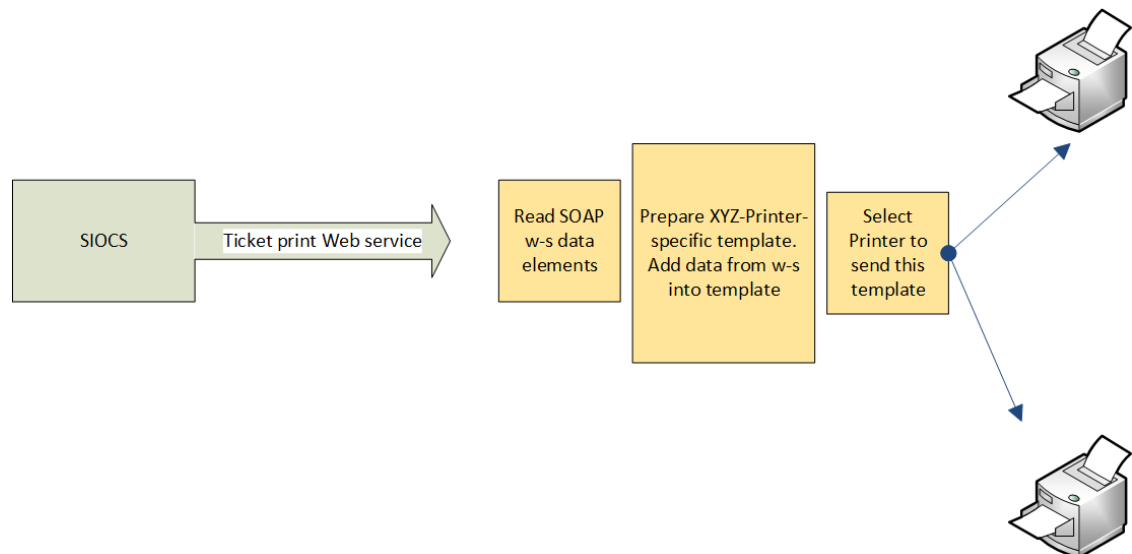 SIOCS
Ticket print Web service
Read SOAP
w-s data
elements
Prepare XYZ-Printer-
specific template.
Add data from w-s
into template
Select
Printer to
send this
template